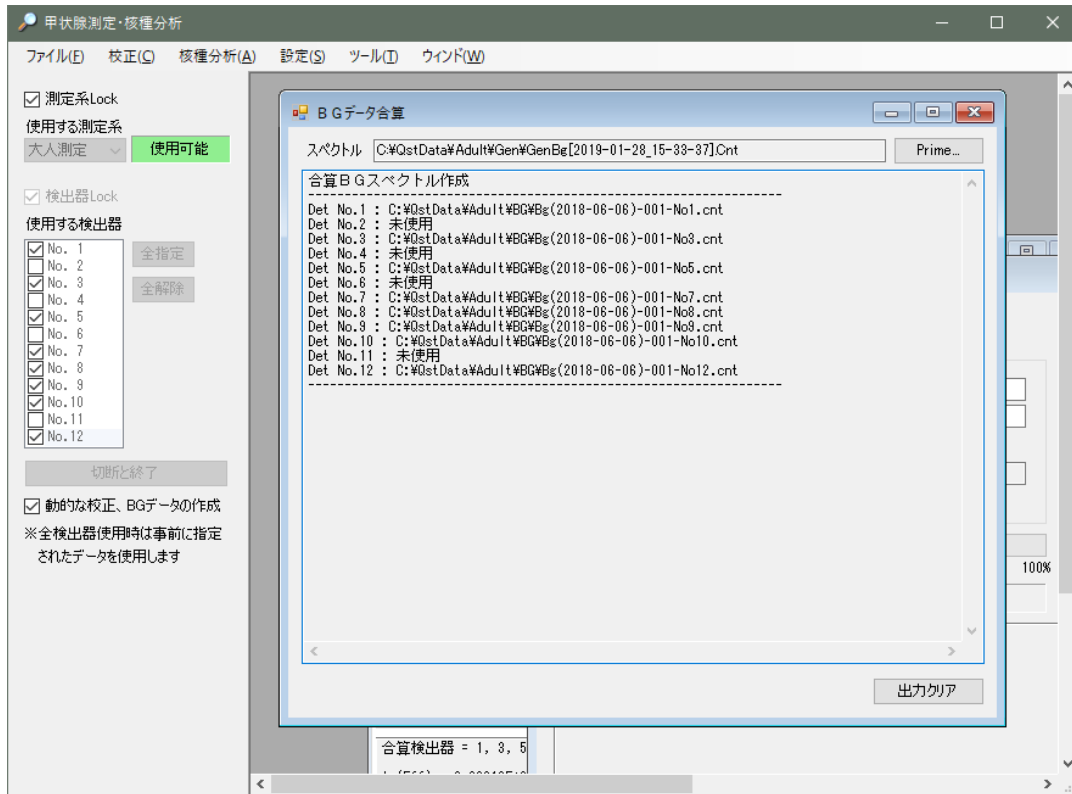 甲状腺測定・核種分析
ファイル(F) 校正(C) 核種分析(A) 設定(S) ツール(T) ウィンド(W)
測定系Lock
使用する測定系
大人測定 使用可能
検出器Lock
使用する検出器
No. 1
No. 2
No. 3
No. 4
No. 5
No. 6
No. 7
No. 8
No. 9
No.10
No.11
No.12
全指定
全解除
切断と終了
動的な校正、BGデータの作成
※全検出器使用時は事前に指定
されたデータを使用します
BGデータ合算
スペクトル C:¥QstData¥Adult¥Gen¥GenBg[2019-01-28_15-33-37].Cnt Prime...
合算BGスペクトル作成
------------------------------------------------------------
Det No.1 : C:¥QstData¥Adult¥BG¥Bg(2018-06-06)-001-No1.cnt
Det No.2 : 未使用
Det No.3 : C:¥QstData¥Adult¥BG¥Bg(2018-06-06)-001-No3.cnt
Det No.4 : 未使用
Det No.5 : C:¥QstData¥Adult¥BG¥Bg(2018-06-06)-001-No5.cnt
Det No.6 : 未使用
Det No.7 : C:¥QstData¥Adult¥BG¥Bg(2018-06-06)-001-No7.cnt
Det No.8 : C:¥QstData¥Adult¥BG¥Bg(2018-06-06)-001-No8.cnt
Det No.9 : C:¥QstData¥Adult¥BG¥Bg(2018-06-06)-001-No9.cnt
Det No.10 : C:¥QstData¥Adult¥BG¥Bg(2018-06-06)-001-No10.cnt
Det No.11 : 未使用
Det No.12 : C:¥QstData¥Adult¥BG¥Bg(2018-06-06)-001-No12.cnt
------------------------------------------------------------
出力クリア
100%
合算検出器 = 1, 3, 5